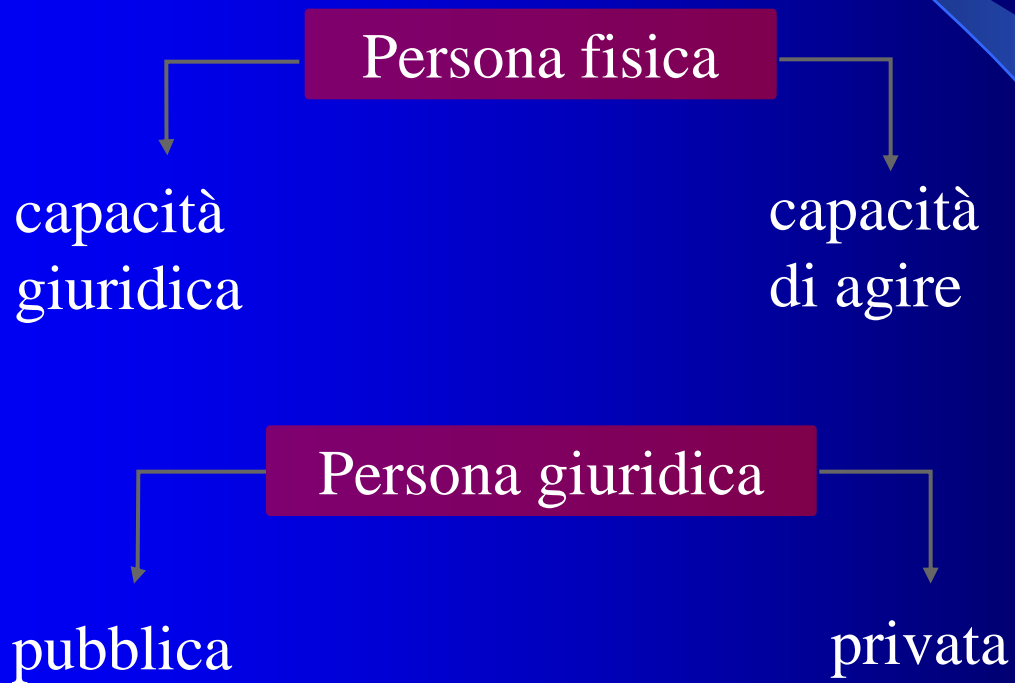 Persona fisica
capacità
giuridica
capacità
di agire
Persona giuridica
pubblica
privata